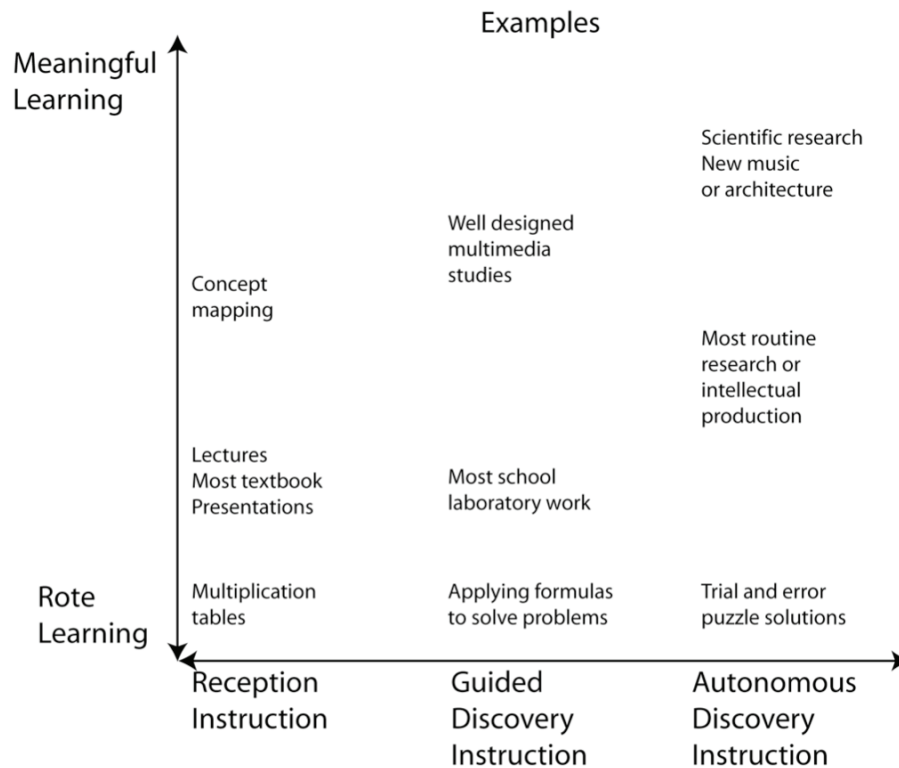 Examples
Meaningful
Learning
Scientific research
New music
or architecture
Well designed
multimedia
studies
Concept
mapping
Most routine
research or
intellectual
production
Lectures
Most textbook
Presentations
Most school
laboratory work
Rote
Learning
Multiplication
tables
Applying formulas
to solve problems
Trial and error
puzzle solutions
Reception
Instruction
Guided
Discovery
Instruction
Autonomous
Discovery
Instruction